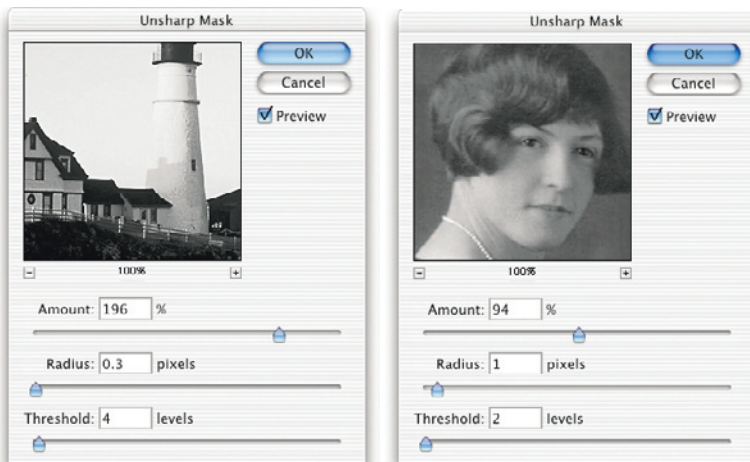 Unsharp Mask
OK
Cancel
Preview
100%
Amount: 196 %
Radius: 0.3 pixels
Threshold: 4 levels
Unsharp Mask
OK
Cancel
Preview
100%
Amount: 94 %
Radius: 1 pixels
Threshold: 2 levels